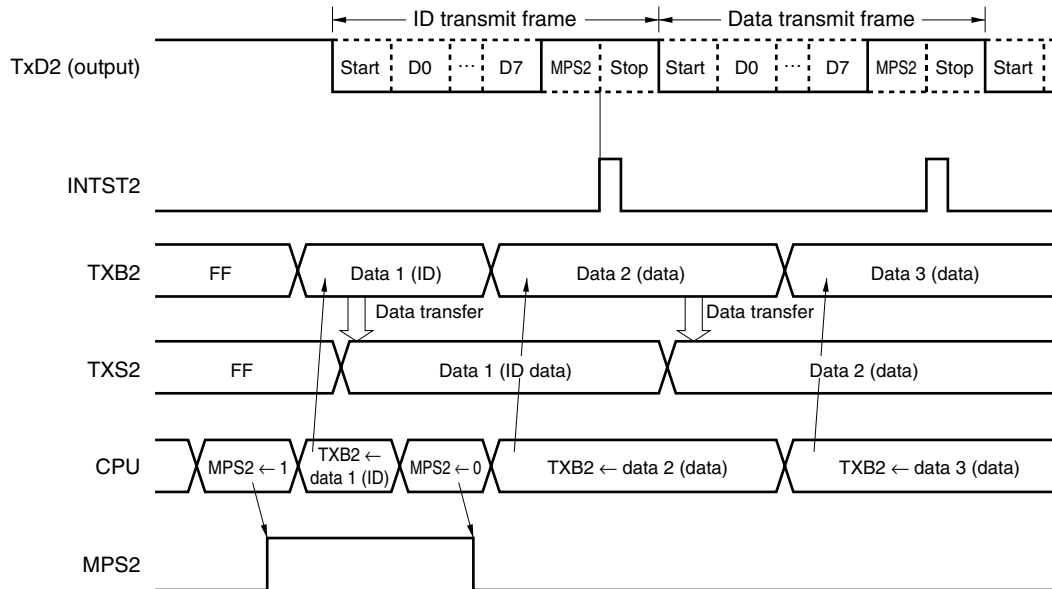 ID transmit frame
Data transmit frame
TxD2 (output)
Start D0 ... D7 MPS2 Stop Start D0 ... D7 MPS2 Stop Start
INTST2
TXB2
FF
Data 1 (ID)
Data 2 (data)
Data 3 (data)
Data transfer
Data transfer
TXS2
FF
Data 1 (ID data)
Data 2 (data)
CPU
MPS2 ← 1
TXB2 ←
data 1 (ID)
MPS2 ← 0
TXB2 ← data 2 (data)
TXB2 ← data 3 (data)
MPS2